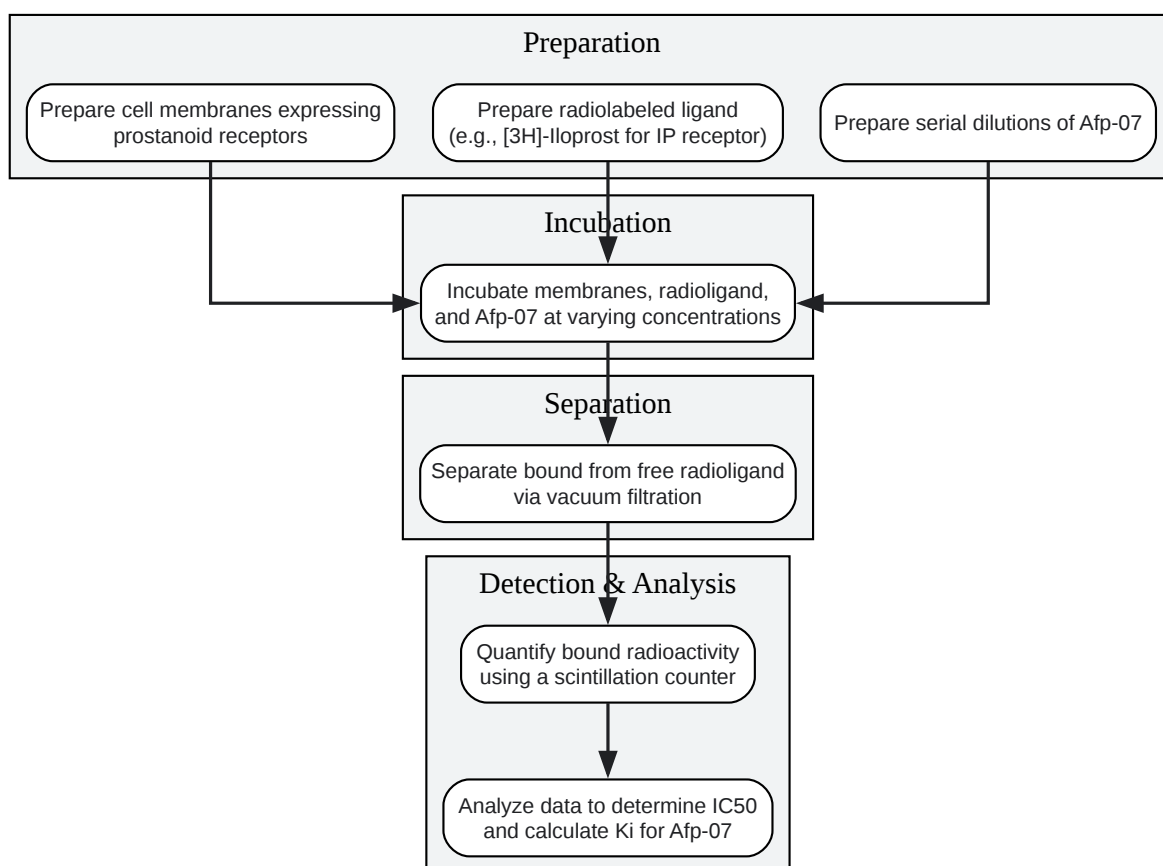 Preparation
Prepare cell membranes expressing
prostanoid receptors
Prepare radiolabeled ligand
(e.g., [3H]-Iloprost for IP receptor)
Prepare serial dilutions of Afp-07
Incubation
Incubate membranes, radioligand,
and Afp-07 at varying concentrations
Separation
Separate bound from free radioligand
via vacuum filtration
Detection & Analysis
Quantify bound radioactivity
using a scintillation counter
Analyze data to determine IC50
and calculate Ki for Afp-07